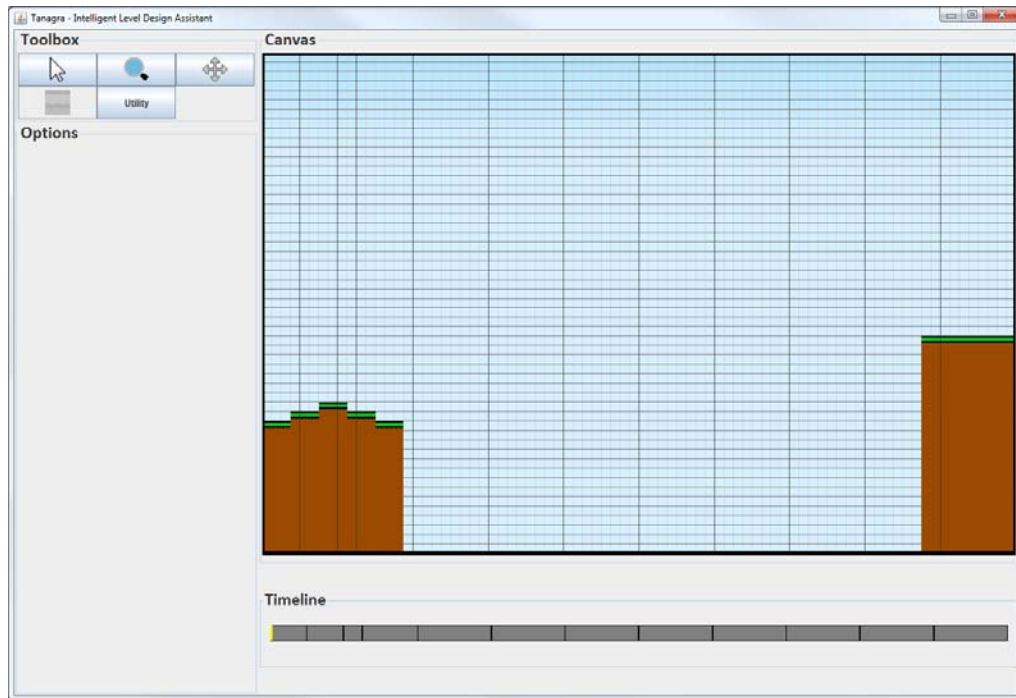 Tanagra - Intelligent Level Design Assistant
Toolbox
Canvas
Utility
Options
Timeline